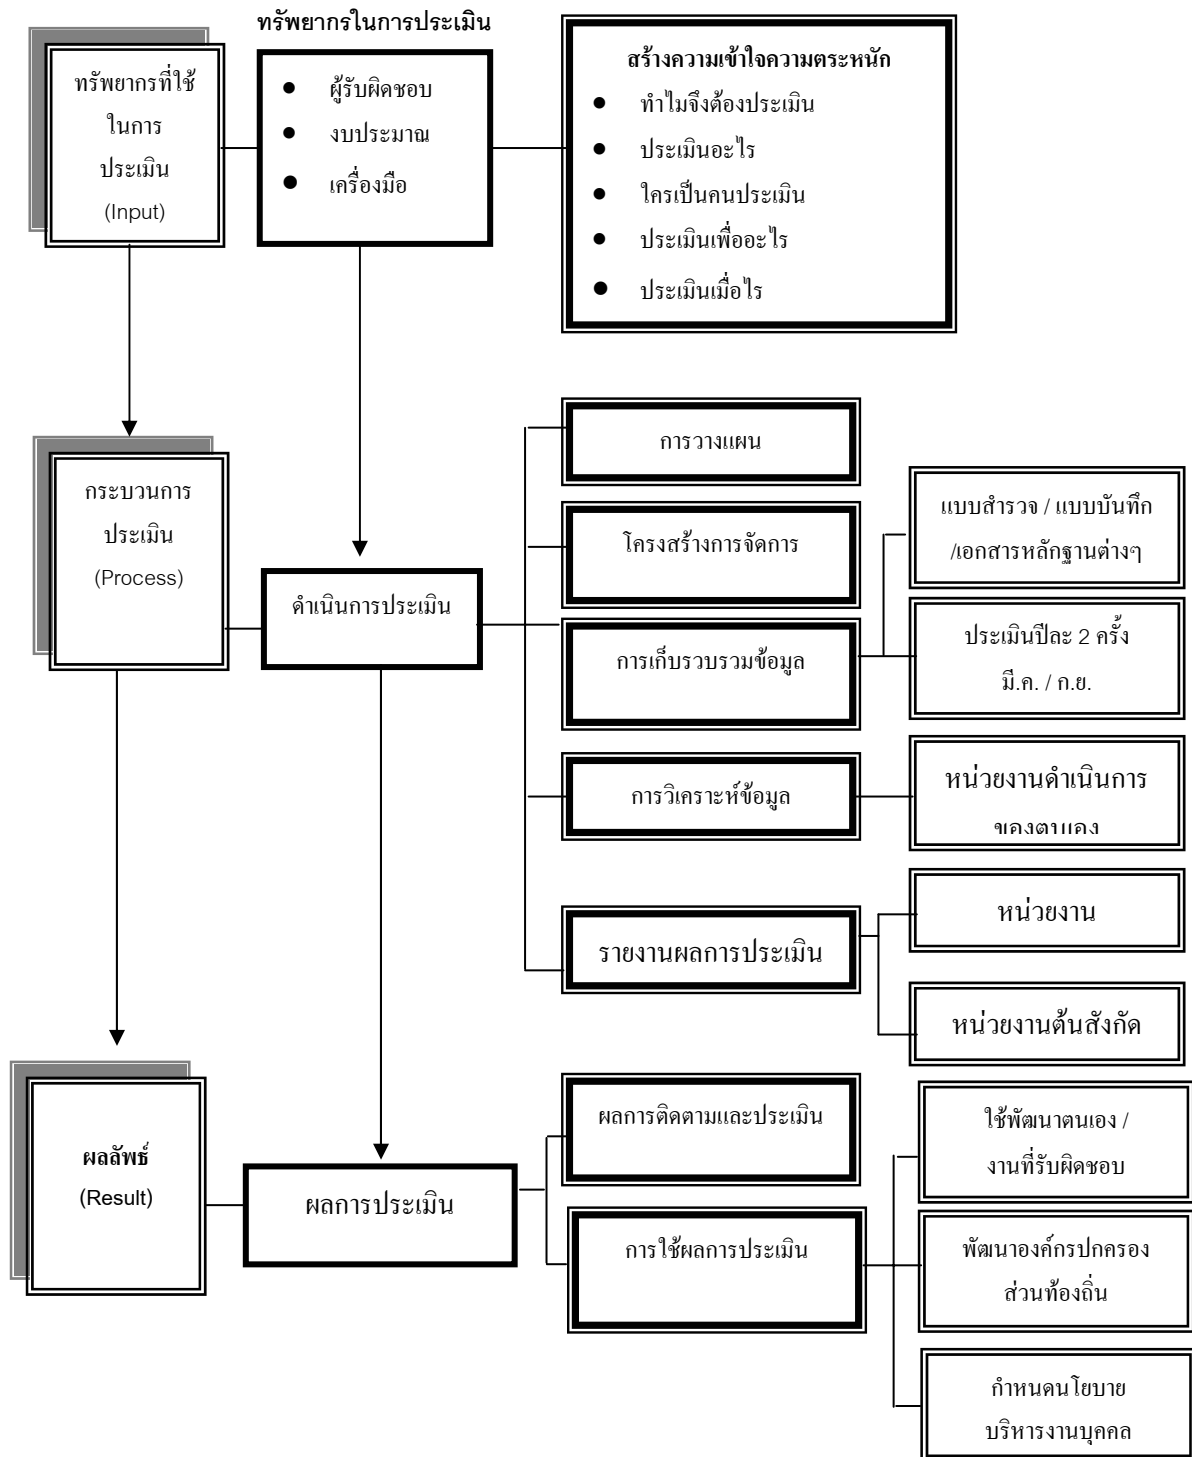 ทรัพยากรในการประเมิน
ทรัพยากรที่ใช้
ในการ
ประเมิน
(Input)
ผู้รับผิดชอบ
งบประมาณ
เครื่องมือ
สร้างความเข้าใจความตระหนัก
ทำไมจึงต้องประเมิน
ประเมินอะไร
ใครเป็นคนประเมิน
ประเมินเพื่ออะไร
ประเมินเมื่อไร
กระบวนการ
ประเมิน
(Process)
ดำเนินการประเมิน
การวางแผน
โครงสร้างการจัดการ
การเก็บรวบรวมข้อมูล
แบบสำรวจ / แบบบันทึก
/เอกสารหลักฐานต่างๆ
ประเมินปีละ 2 ครั้ง
มี.ค. / ก.ย.
การวิเคราะห์ข้อมูล
หน่วยงานดำเนินการ
ของตนเอง
รายงานผลการประเมิน
หน่วยงาน
หน่วยงานต้นสังกัด
ผลลัพธ์
(Result)
ผลการประเมิน
ผลการติดตามและประเมิน
การใช้ผลการประเมิน
ใช้พัฒนาตนเอง /
งานที่รับผิดชอบ
พัฒนาองค์กรปกครอง
ส่วนท้องถิ่น
กำหนดนโยบาย
บริหารงานบุคคล